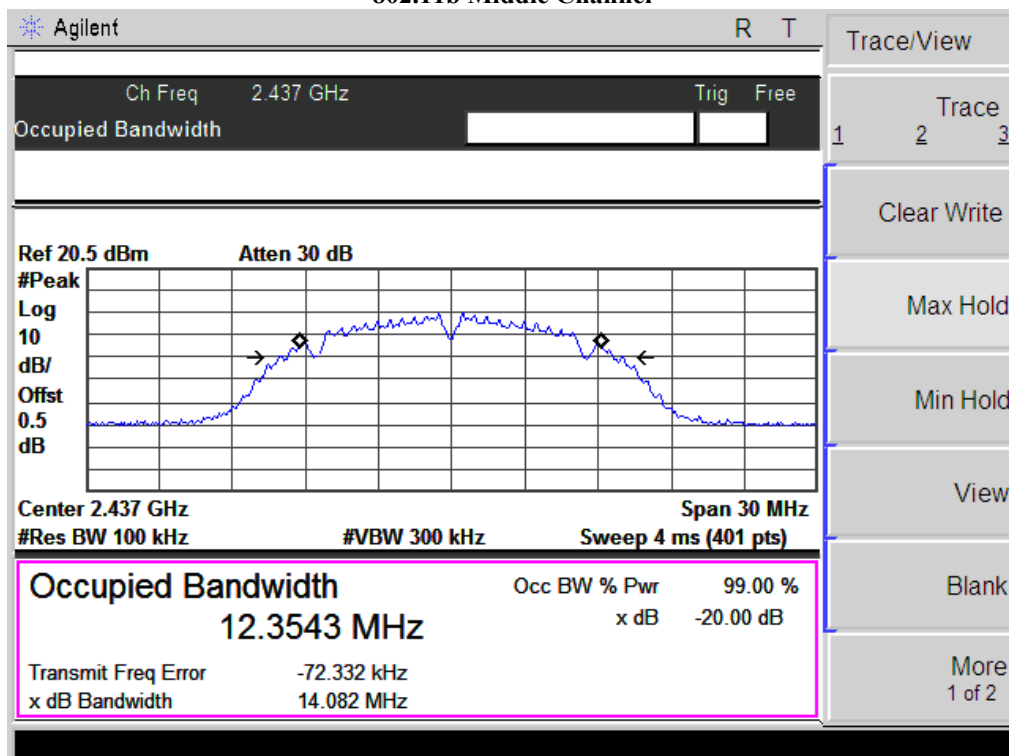 802.11b Middle Channel
Agilent R T
Trace/View
Ch Freq 2.437 GHz Trig Free
Occupied Bandwidth
Trace
1 2 3
Clear Write
Ref 20.5 dBm Atten 30 dB
#Peak
Log
10
dB/
Offst
0.5
dB
Max Hold
Min Hold
Center 2.437 GHz Span 30 MHz
#Res BW 100 kHz #VBW 300 kHz Sweep 4 ms (401 pts)
View
Occupied Bandwidth Occ BW % Pwr 99.00 %
12.3543 MHz x dB -20.00 dB
Blank
Transmit Freq Error -72.332 kHz
x dB Bandwidth 14.082 MHz
More
1 of 2